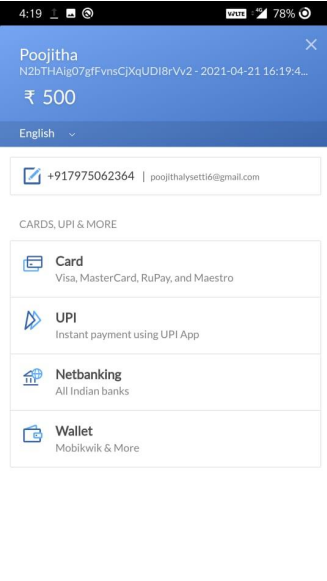 4:19 VoLTE 4G 78%
Poojitha
N2bTHAig07gfFvnsCjXqUDI8rVv2 - 2021-04-21 16:19:4...
₹ 500
English
+917975062364 | poojithalysetti6@gmail.com
CARDS, UPI & MORE
Card
Visa, MasterCard, RuPay, and Maestro
UPI
Instant payment using UPI App
Netbanking
All Indian banks
Wallet
Mobikwik & More